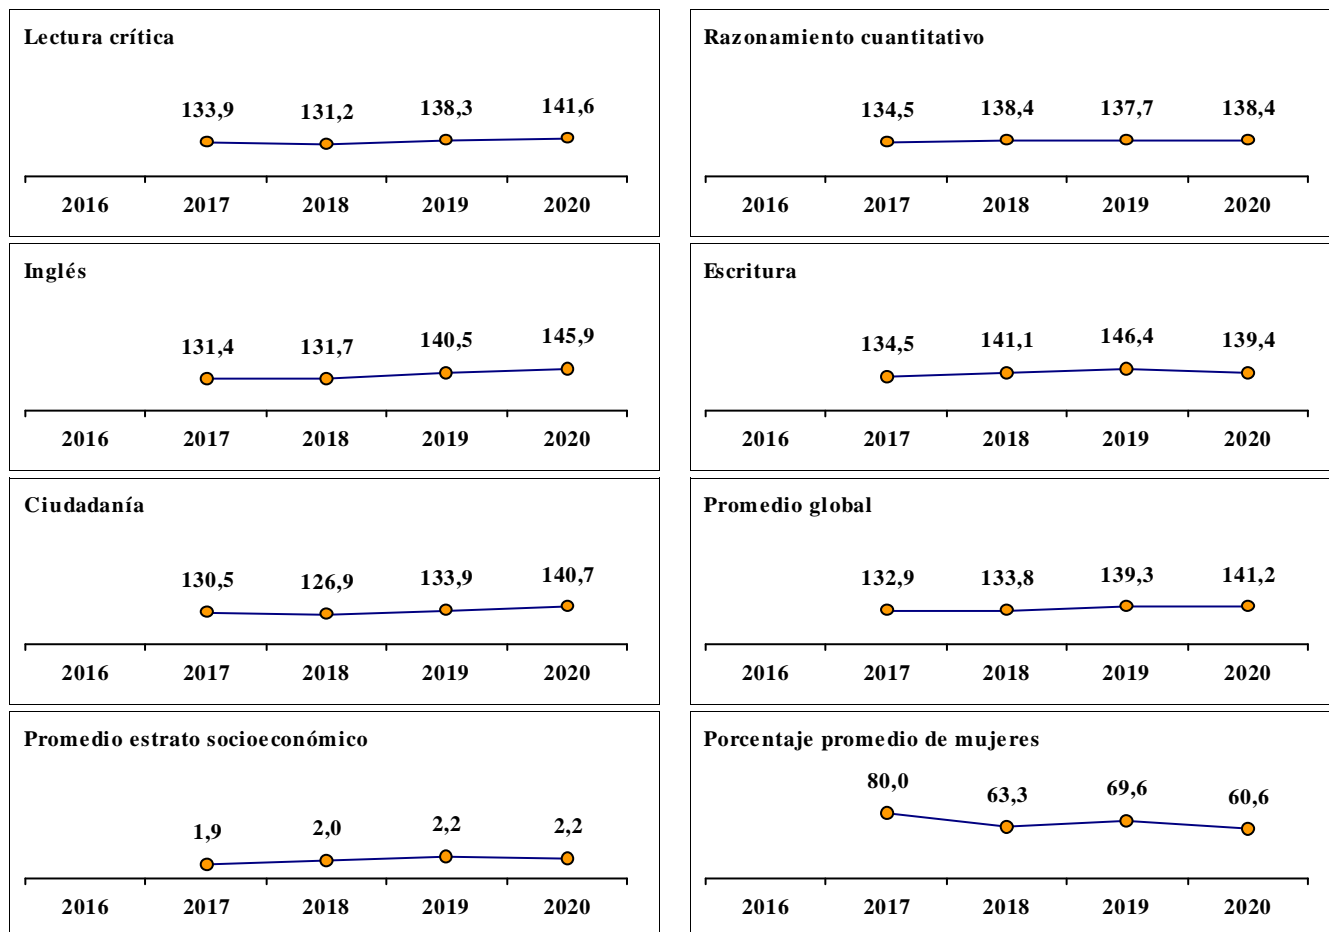 Lectura crítica
133,9 131,2 138,3 141,6
2016 2017 2018 2019 2020
Razonamiento cuantitativo
134,5 138,4 137,7 138,4
2016 2017 2018 2019 2020
Inglés
131,4 131,7 140,5 145,9
2016 2017 2018 2019 2020
Escritura
134,5 141,1 146,4 139,4
2016 2017 2018 2019 2020
Ciudadanía
130,5 126,9 133,9 140,7
2016 2017 2018 2019 2020
Promedio global
132,9 133,8 139,3 141,2
2016 2017 2018 2019 2020
Promedio estrato socioeconómico
1,9 2,0 2,2 2,2
2016 2017 2018 2019 2020
Porcentaje promedio de mujeres
80,0 63,3 69,6 60,6
2016 2017 2018 2019 2020